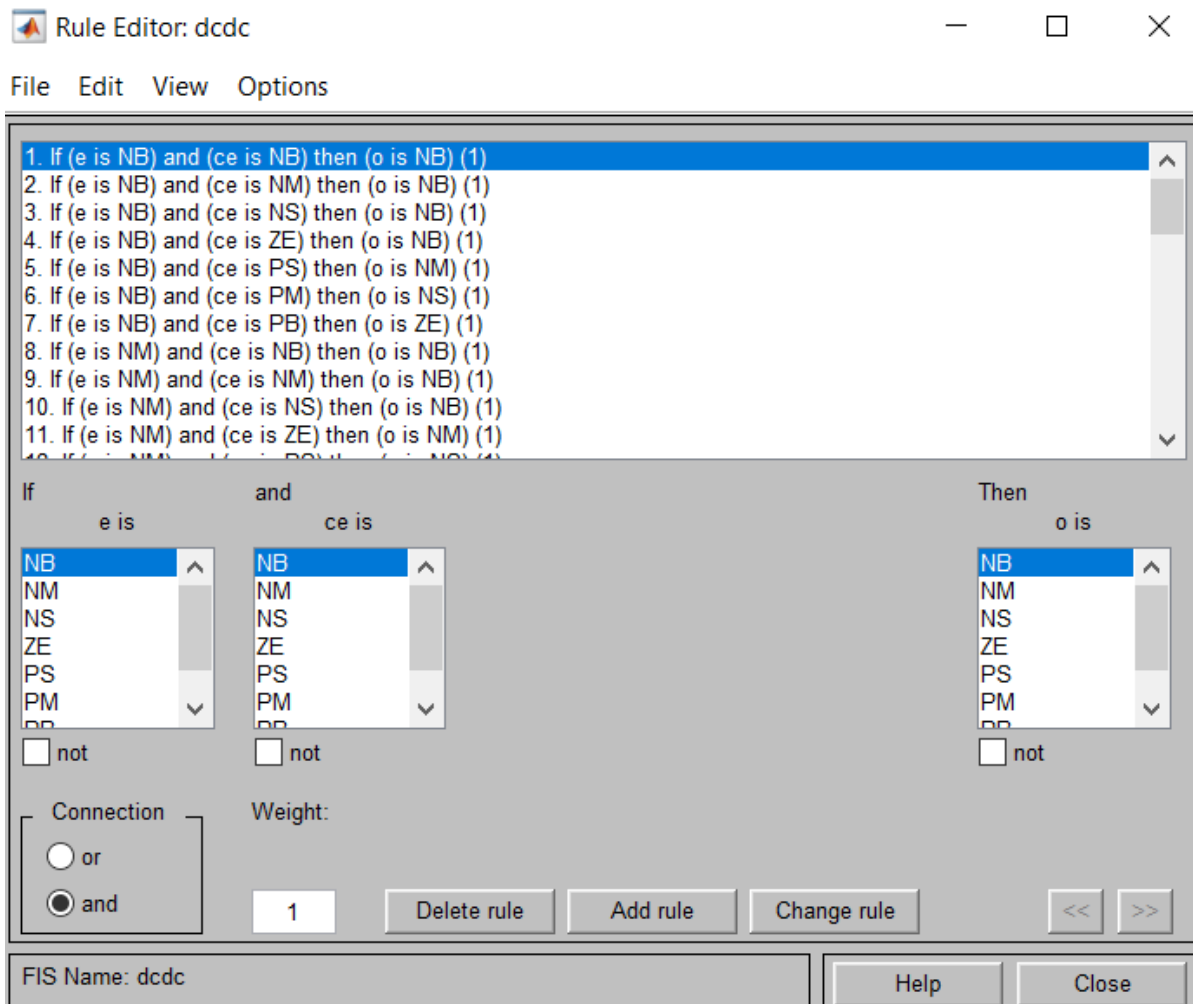 Rule Editor: dcdc
File Edit View Options
1. If (e is NB) and (ce is NB) then (o is NB) (1)
2. If (e is NB) and (ce is NM) then (o is NB) (1)
3. If (e is NB) and (ce is NS) then (o is NB) (1)
4. If (e is NB) and (ce is ZE) then (o is NB) (1)
5. If (e is NB) and (ce is PS) then (o is NM) (1)
6. If (e is NB) and (ce is PM) then (o is NS) (1)
7. If (e is NB) and (ce is PB) then (o is ZE) (1)
8. If (e is NM) and (ce is NB) then (o is NB) (1)
9. If (e is NM) and (ce is NM) then (o is NB) (1)
10. If (e is NM) and (ce is NS) then (o is NB) (1)
11. If (e is NM) and (ce is ZE) then (o is NM) (1)
If and Then
e is ce is o is
NB NB NB
NM NM NM
NS NS NS
ZE ZE ZE
PS PS PS
PM PM PM
not not not
Connection Weight:
or
and 1 Delete rule Add rule Change rule << >>
FIS Name: dcdc Help Close